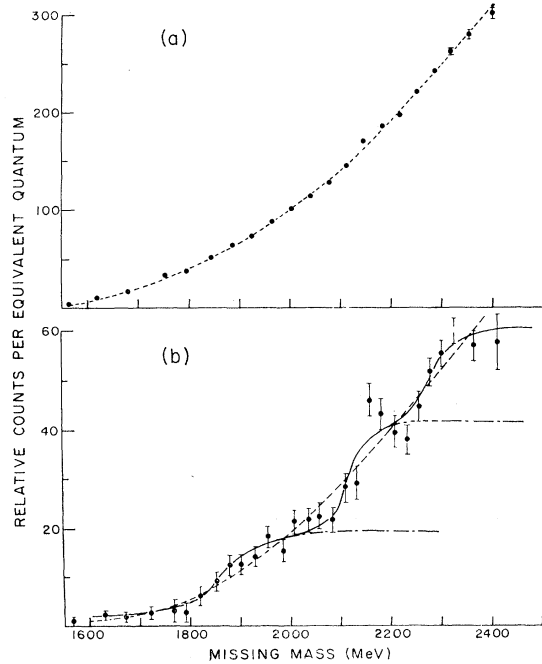 (a)
300
200
100
RELATIVE COUNTS PER EQUIVALENT QUANTUM
(b)
60
40
20
1600 1800 2000 2200 2400
MISSING MASS (MeV)